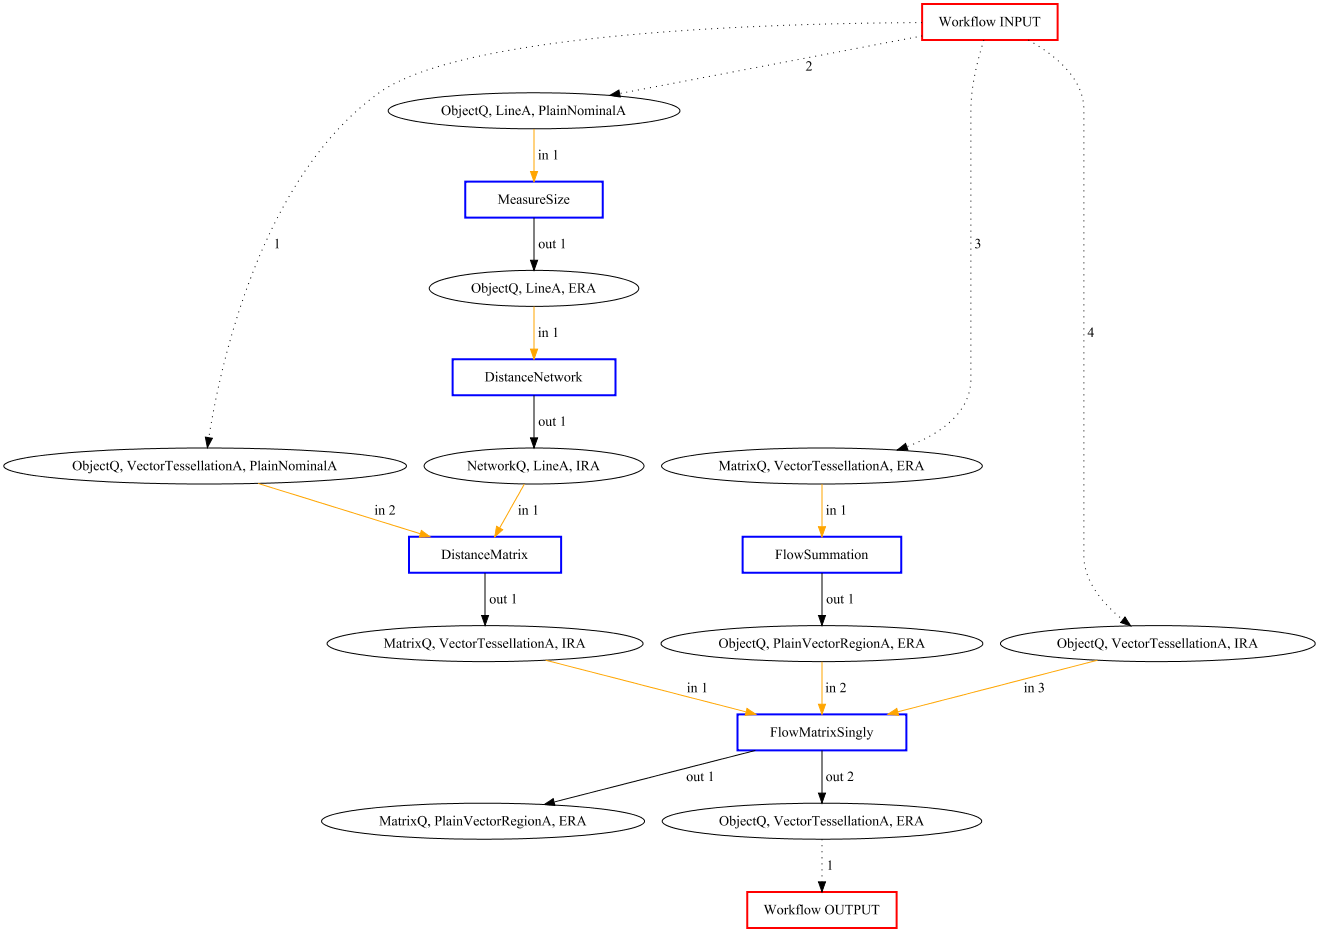 Workflow INPUT
2
ObjectQ, LineA, PlainNominalA
in 1
MeasureSize
1
out 1
3
ObjectQ, LineA, ERA
in 1
4
DistanceNetwork
out 1
ObjectQ, VectorTessellationA, PlainNominalA
NetworkQ, LineA, IRA
MatrixQ, VectorTessellationA, ERA
in 2
in 1
in 1
DistanceMatrix
FlowSummation
out 1
out 1
MatrixQ, VectorTessellationA, IRA
ObjectQ, PlainVectorRegionA, ERA
ObjectQ, VectorTessellationA, IRA
in 1
in 2
in 3
FlowMatrixSingly
out 1
out 2
MatrixQ, PlainVectorRegionA, ERA
ObjectQ, VectorTessellationA, ERA
1
Workflow OUTPUT